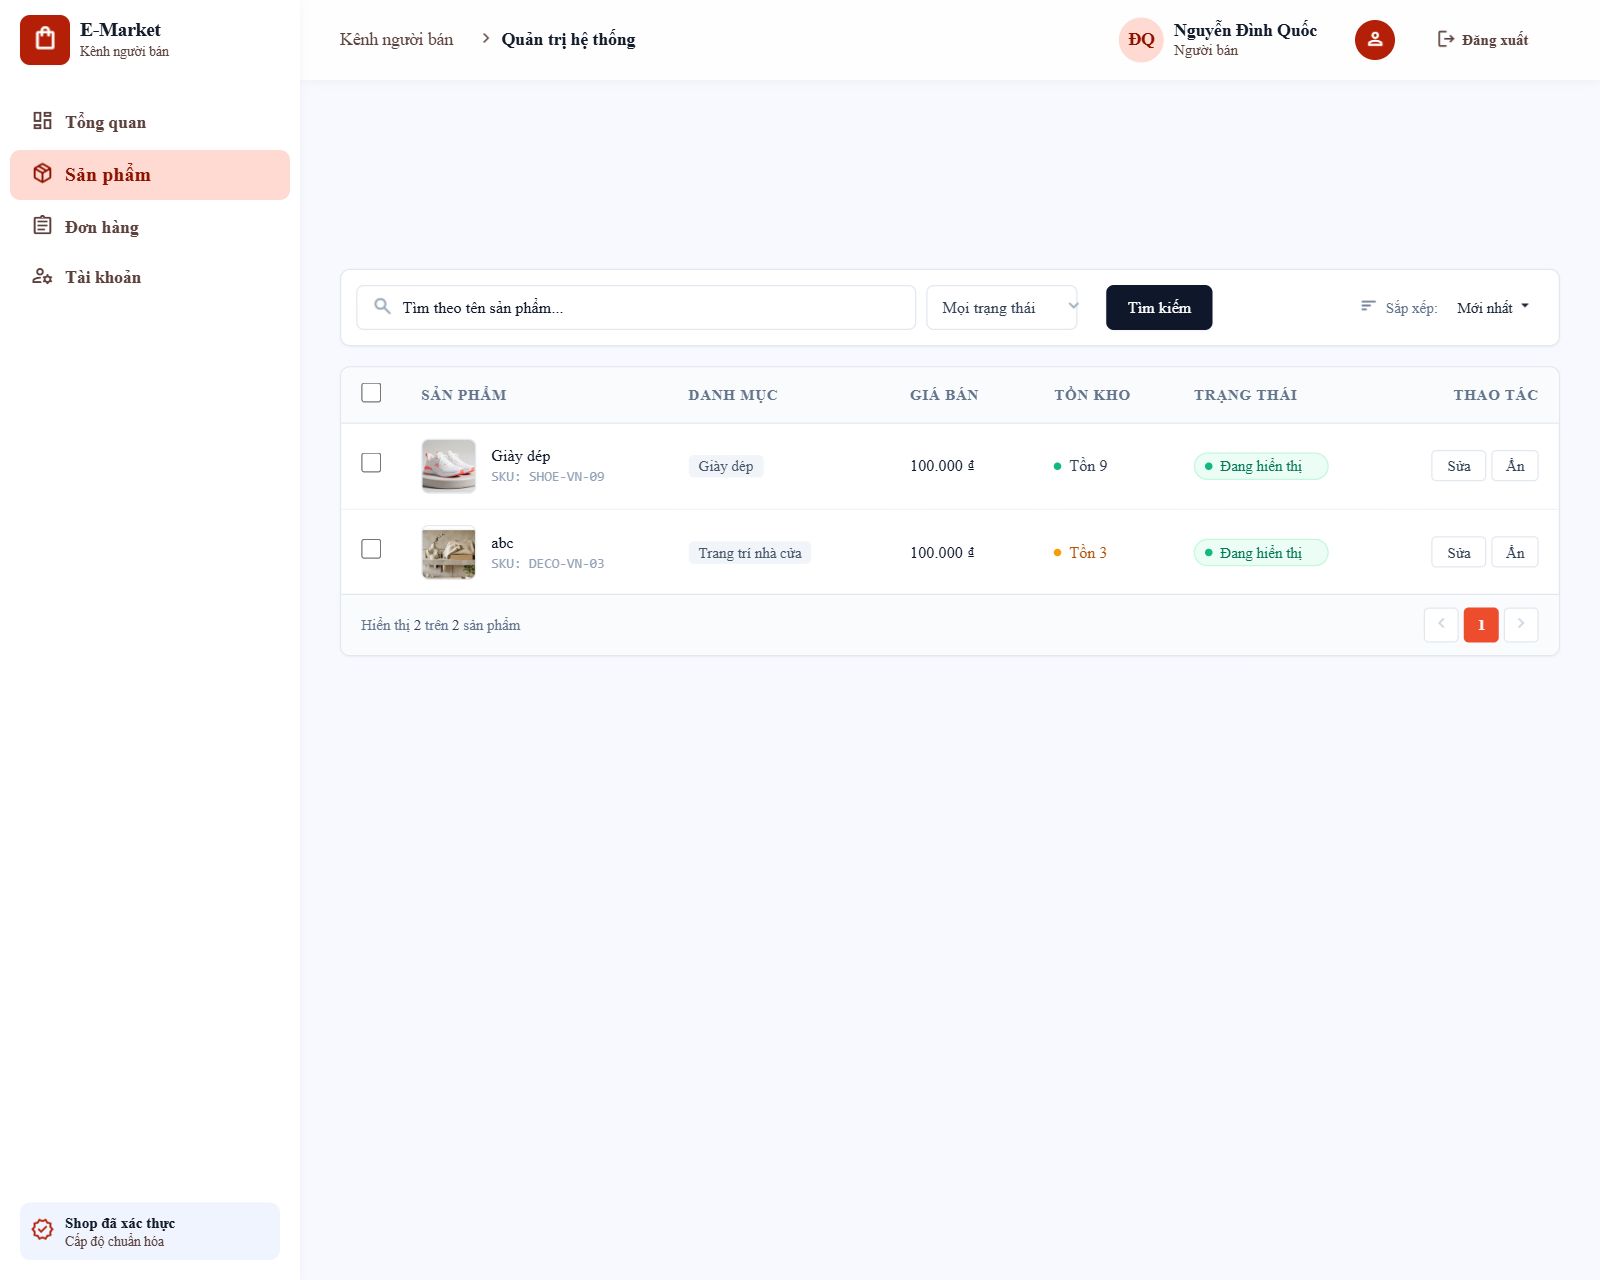 E-Market
Kênh người bán
Tổng quan
Sản phẩm
Đơn hàng
Tài khoản
Shop đã xác thực
Cấp độ chuẩn hóa
Kênh người bán
Quản trị hệ thống
ĐQ
Nguyễn Đình Quốc
Người bán
Đăng xuất
Tìm theo tên sản phẩm...
Mọi trạng thái
Tìm kiếm
Sắp xếp:
Mới nhất
SẢN PHẨM DANH MỤC GIÁ BÁN TỒN KHO TRẠNG THÁI THAO TÁC
Giày dép
SKU: SHOE-VN-09
Giày dép
100.000 ₫
Tồn 9
Đang hiển thị
Sửa
Ẩn
abc
SKU: DECO-VN-03
Trang trí nhà cửa
100.000 ₫
Tồn 3
Đang hiển thị
Sửa
Ẩn
Hiển thị 2 trên 2 sản phẩm
1